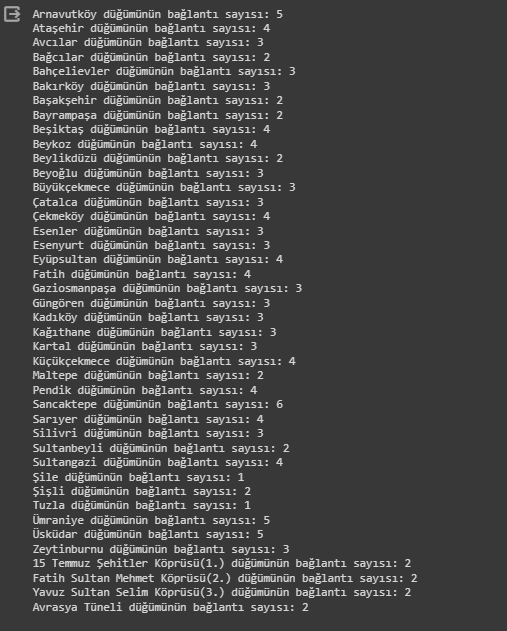 Arnavutköy düğümünün bağlantı sayısı: 5
Ataşehir düğümünün bağlantı sayısı: 4
Avcılar düğümünün bağlantı sayısı: 3
Bağcılar düğümünün bağlantı sayısı: 2
Bahçelievler düğümünün bağlantı sayısı: 3
Bakırköy düğümünün bağlantı sayısı: 3
Başakşehir düğümünün bağlantı sayısı: 2
Bayrampaşa düğümünün bağlantı sayısı: 2
Beşiktaş düğümünün bağlantı sayısı: 4
Beykoz düğümünün bağlantı sayısı: 4
Beylikdüzü düğümünün bağlantı sayısı: 2
Beyoğlu düğümünün bağlantı sayısı: 3
Büyükçekmece düğümünün bağlantı sayısı: 3
Çatalca düğümünün bağlantı sayısı: 3
Çekmeköy düğümünün bağlantı sayısı: 4
Esenler düğümünün bağlantı sayısı: 3
Esenyurt düğümünün bağlantı sayısı: 3
Eyüpsultan düğümünün bağlantı sayısı: 4
Fatih düğümünün bağlantı sayısı: 4
Gaziosmanpaşa düğümünün bağlantı sayısı: 3
Güngören düğümünün bağlantı sayısı: 3
Kadıköy düğümünün bağlantı sayısı: 3
Kağıthane düğümünün bağlantı sayısı: 3
Kartal düğümünün bağlantı sayısı: 3
Küçükçekmece düğümünün bağlantı sayısı: 4
Maltepe düğümünün bağlantı sayısı: 2
Pendik düğümünün bağlantı sayısı: 4
Sancaktepe düğümünün bağlantı sayısı: 6
Sarıyer düğümünün bağlantı sayısı: 4
Silivri düğümünün bağlantı sayısı: 3
Sultanbeyli düğümünün bağlantı sayısı: 2
Sultangazi düğümünün bağlantı sayısı: 4
Şile düğümünün bağlantı sayısı: 1
Şişli düğümünün bağlantı sayısı: 2
Tuzla düğümünün bağlantı sayısı: 1
Ümraniye düğümünün bağlantı sayısı: 5
Üsküdar düğümünün bağlantı sayısı: 5
Zeytinburnu düğümünün bağlantı sayısı: 3
15 Temmuz Şehitler Köprüsü(1.) düğümünün bağlantı sayısı: 2
Fatih Sultan Mehmet Köprüsü(2.) düğümünün bağlantı sayısı: 2
Yavuz Sultan Selim Köprüsü(3.) düğümünün bağlantı sayısı: 2
Avrasya Tüneli düğümünün bağlantı sayısı: 2